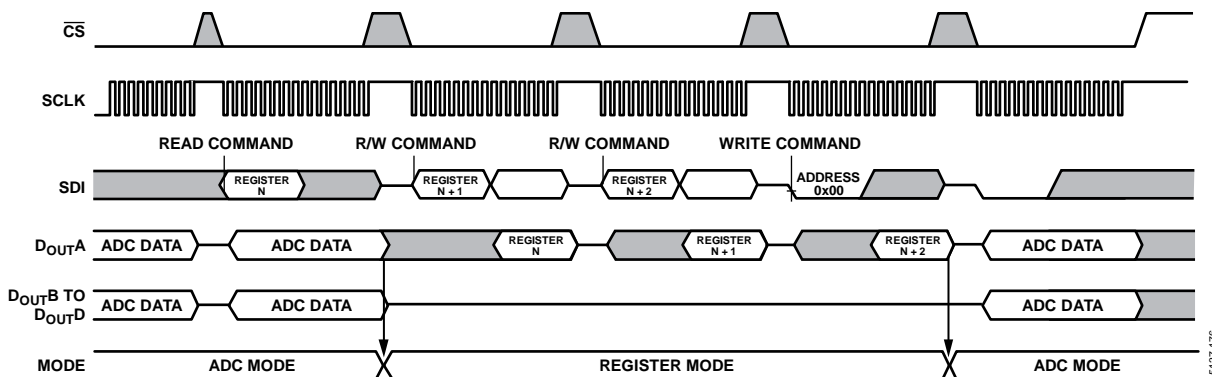 CS
SCLK
READ COMMAND R/W COMMAND R/W COMMAND WRITE COMMAND
SDI REGISTER N REGISTER N + 1 REGISTER N + 2 ADDRESS 0x00
DOUTA ADC DATA ADC DATA REGISTER N REGISTER N + 1 REGISTER N + 2 ADC DATA
DOUTB TO DOUTD ADC DATA ADC DATA ADC DATA
MODE ADC MODE REGISTER MODE ADC MODE